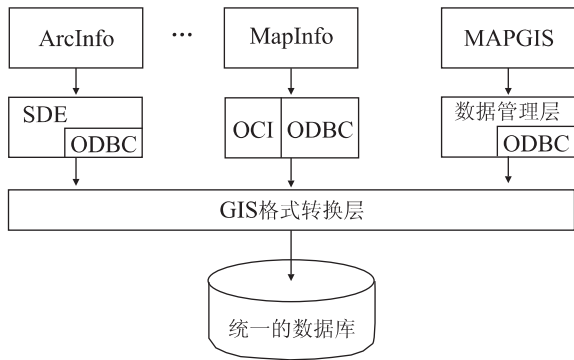 ArcInfo
…
MapInfo
MAPGIS
SDE
ODBC
OCI
ODBC
数据管理层
ODBC
GIS格式转换层
统一的数据库